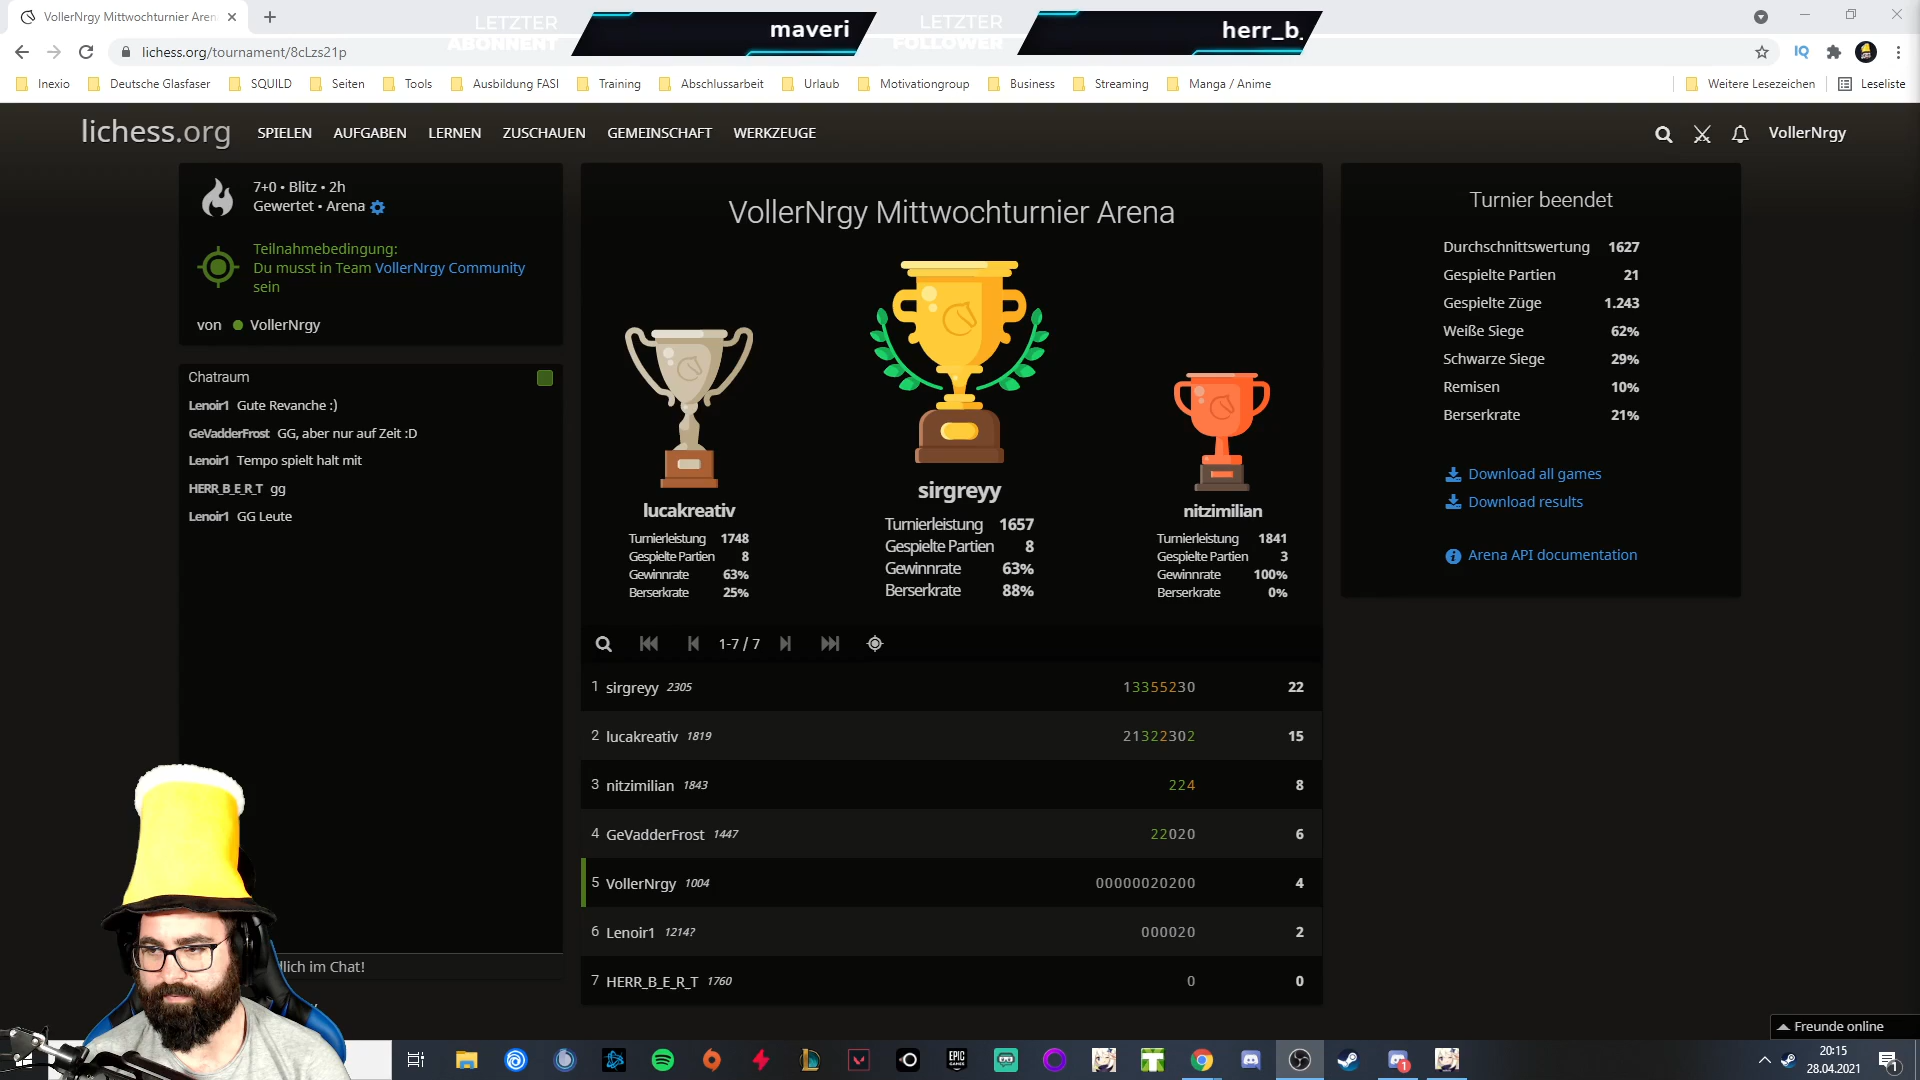 VollerNrgy Mittwochturnier Aren
LETZTER
ABONNENT
maveri
LETZTER
FOLLOWER
herr_b.
lichess.org/tournament/8cLzs21p
Inexio
Deutsche Glasfaser
SQUILD
Seiten
Tools
Ausbildung FASI
Training
Abschlussarbeit
Urlaub
Motivationgroup
Business
Streaming
Manga / Anime
Weitere Lesezeichen
Leseliste
lichess.org
SPIELEN
AUFGABEN
LERNEN
ZUSCHAUEN
GEMEINSCHAFT
WERKZEUGE
VollerNrgy
7+0 • Blitz • 2h
Gewertet • Arena
Teilnahmebedingung:
Du musst in Team VollerNrgy Community
sein
von VollerNrgy
Chatraum
Lenoir1 Gute Revanche :)
GeVadderFrost GG, aber nur auf Zeit :D
Lenoir1 Tempo spielt halt mit
HERR_B_E_R_T gg
Lenoir1 GG Leute
dlich im Chat!
VollerNrgy Mittwochturnier Arena
lucakreativ
Turnierleistung 1748
Gespielte Partien 8
Gewinnrate 63%
Berserkrate 25%
sirgreyy
Turnierleistung 1657
Gespielte Partien 8
Gewinnrate 63%
Berserkrate 88%
nitzimilian
Turnierleistung 1841
Gespielte Partien 3
Gewinnrate 100%
Berserkrate 0%
1-7 / 7
1 sirgreyy 2305 13355230 22
2 lucakreativ 1819 21322302 15
3 nitzimilian 1843 224 8
4 GeVadderFrost 1447 22020 6
5 VollerNrgy 1004 00000020200 4
6 Lenoir1 1214? 000020 2
7 HERR_B_E_R_T 1760 0 0
Turnier beendet
Durchschnittswertung 1627
Gespielte Partien 21
Gespielte Züge 1.243
Weiße Siege 62%
Schwarze Siege 29%
Remisen 10%
Berserkrate 21%
Download all games
Download results
Arena API documentation
Freunde online
EPIC
GAMES
20:15
28.04.2021